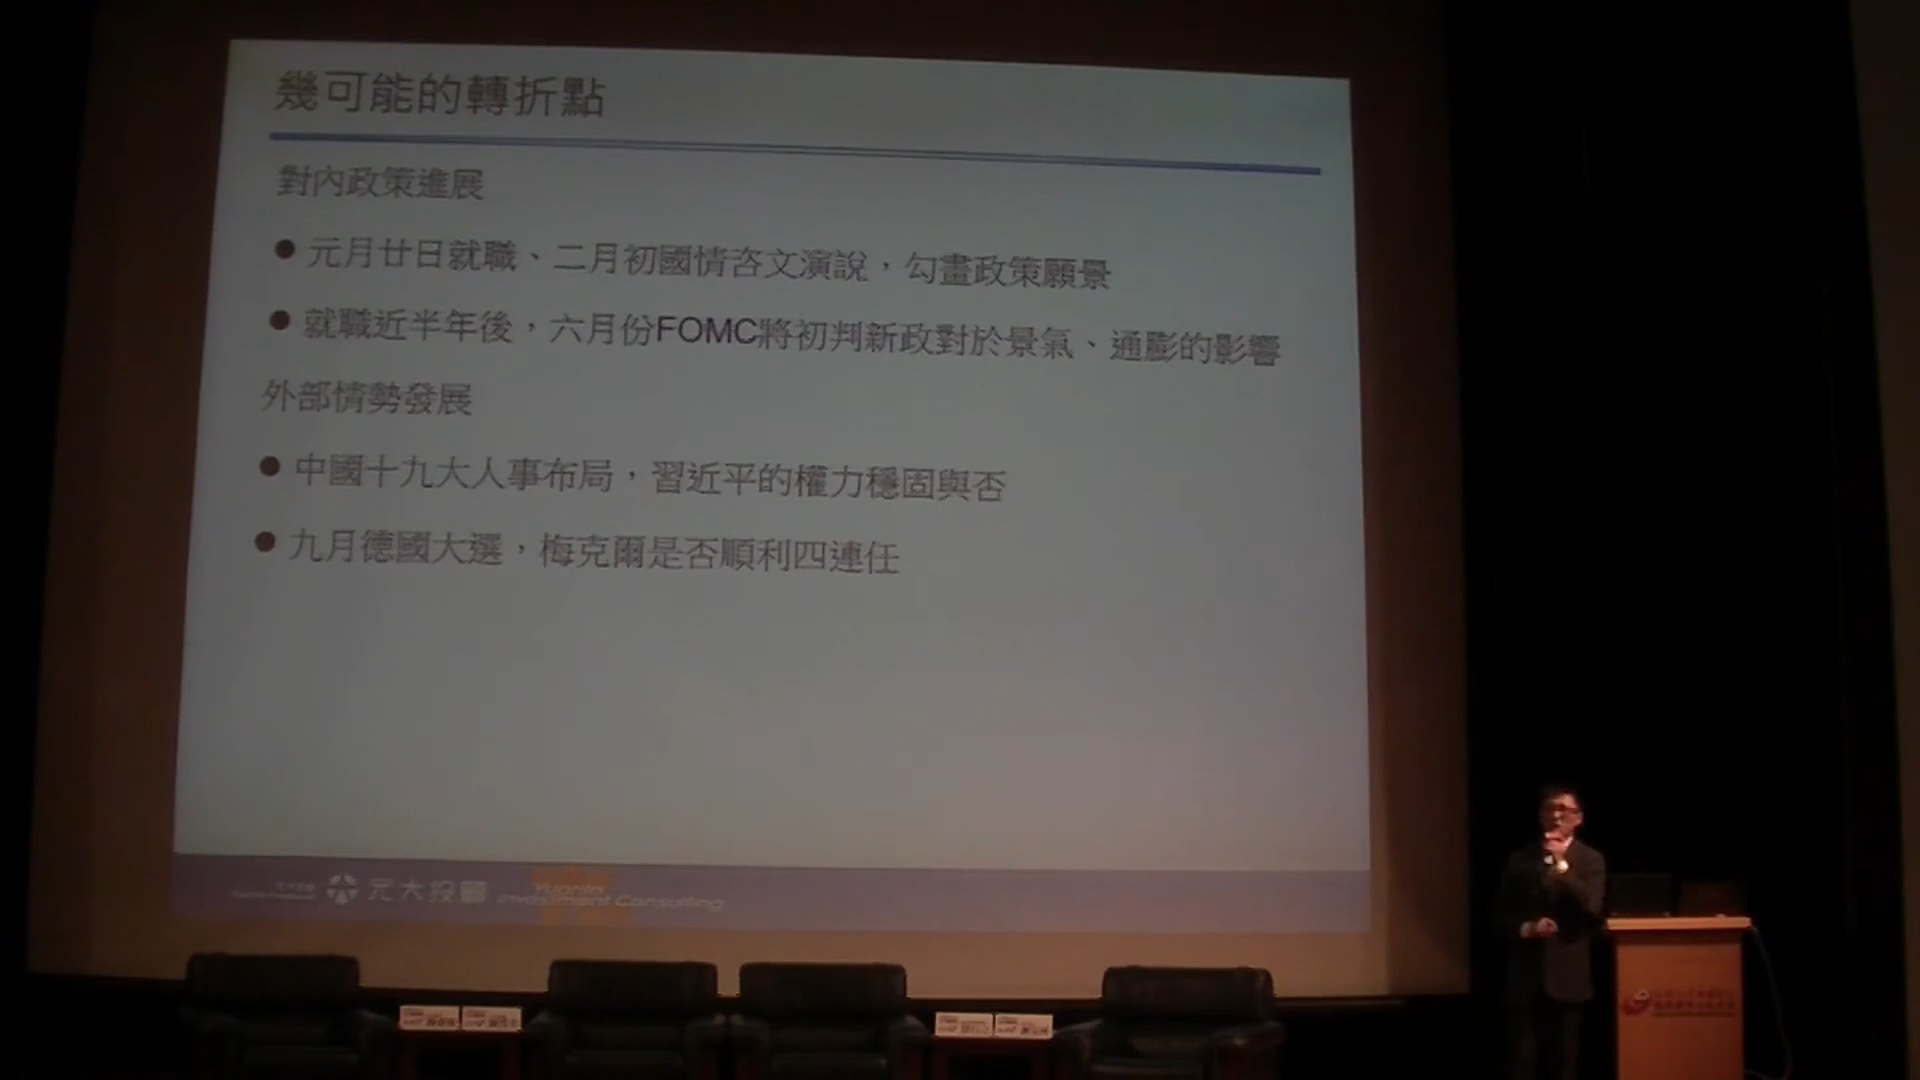 幾可能的轉折點
對內政策進展
● 元月廿日就職、二月初國情咨文演說，勾畫政策願景
● 就職近半年後，六月份FOMC將初判新政對於景氣、通膨的影響
外部情勢發展
● 中國十九大人事布局，習近平的權力穩固與否
● 九月德國大選，梅克爾是否順利四連任
元大投顧 Yuanta Investment Consulting